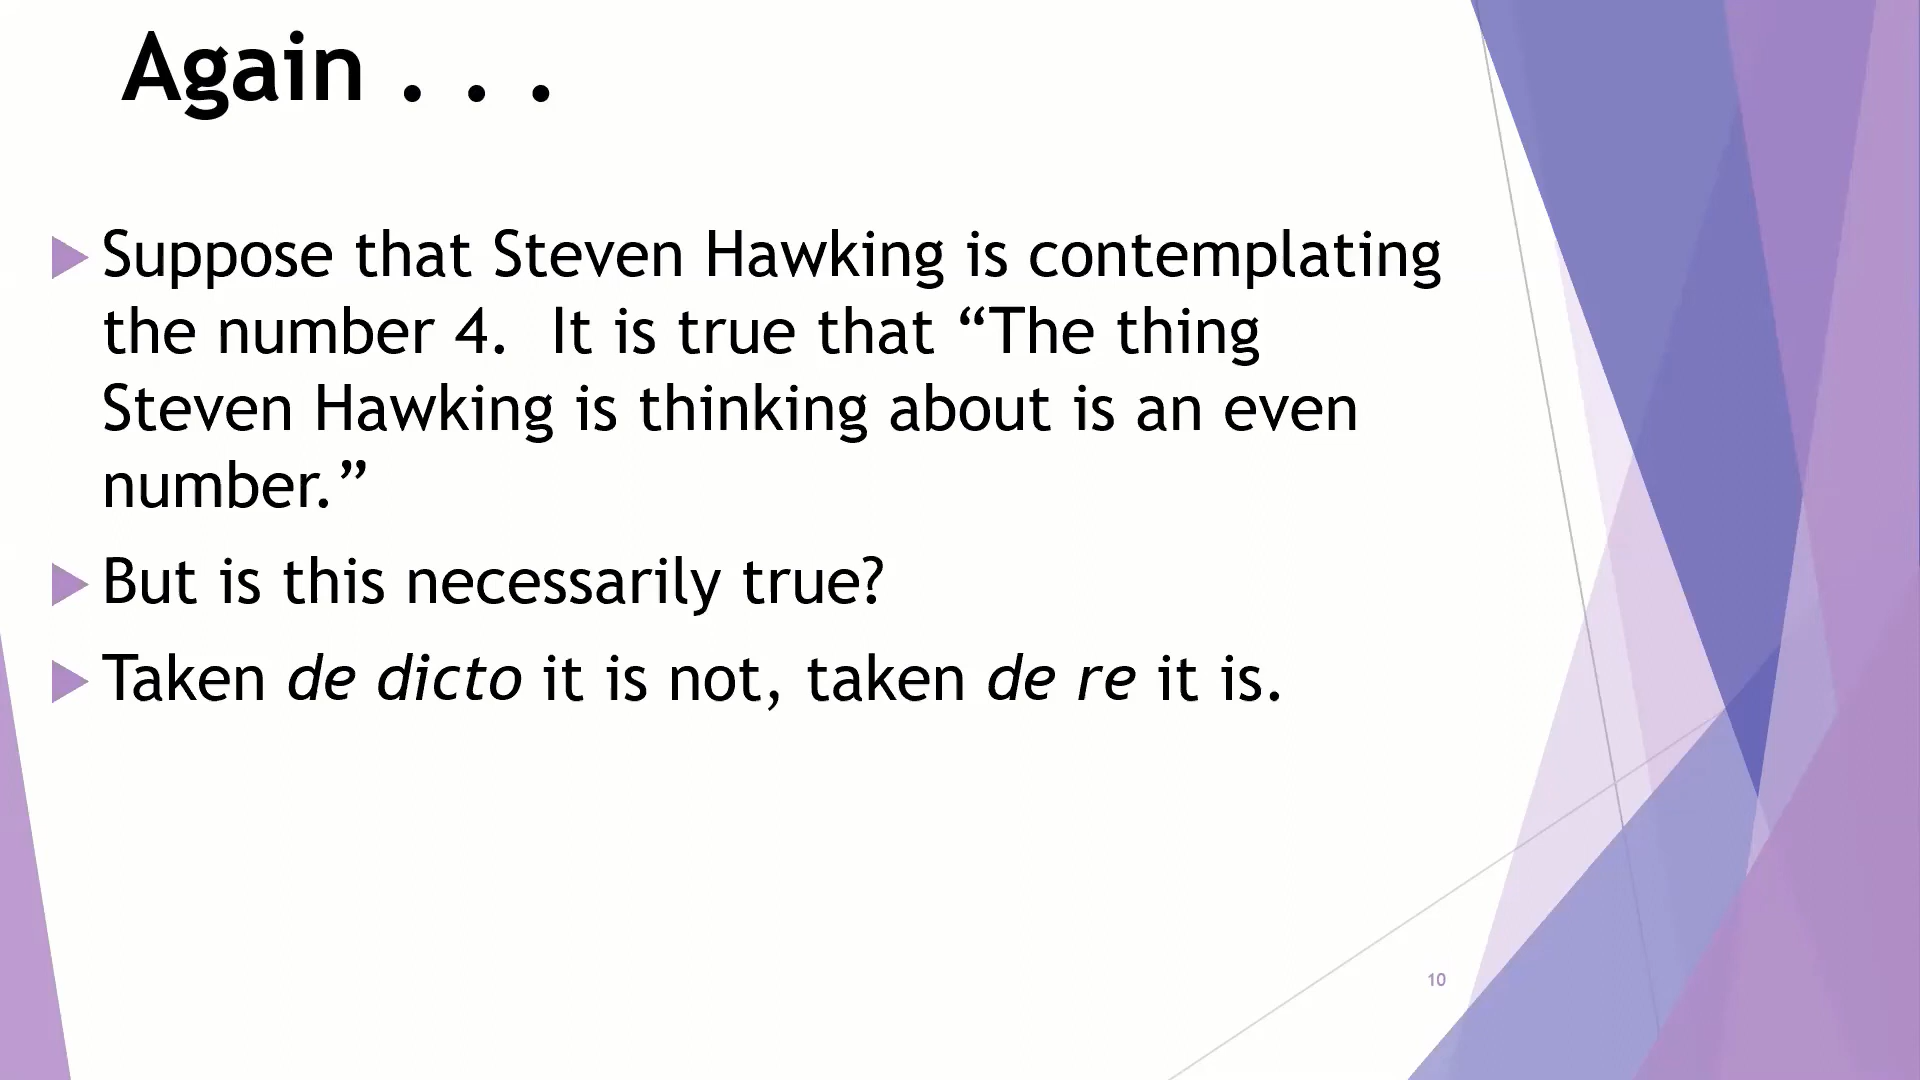 Again . . .
Suppose that Steven Hawking is contemplating
the number 4.  It is true that “The thing
Steven Hawking is thinking about is an even
number.”
But is this necessarily true?
Taken de dicto it is not, taken de re it is.
10